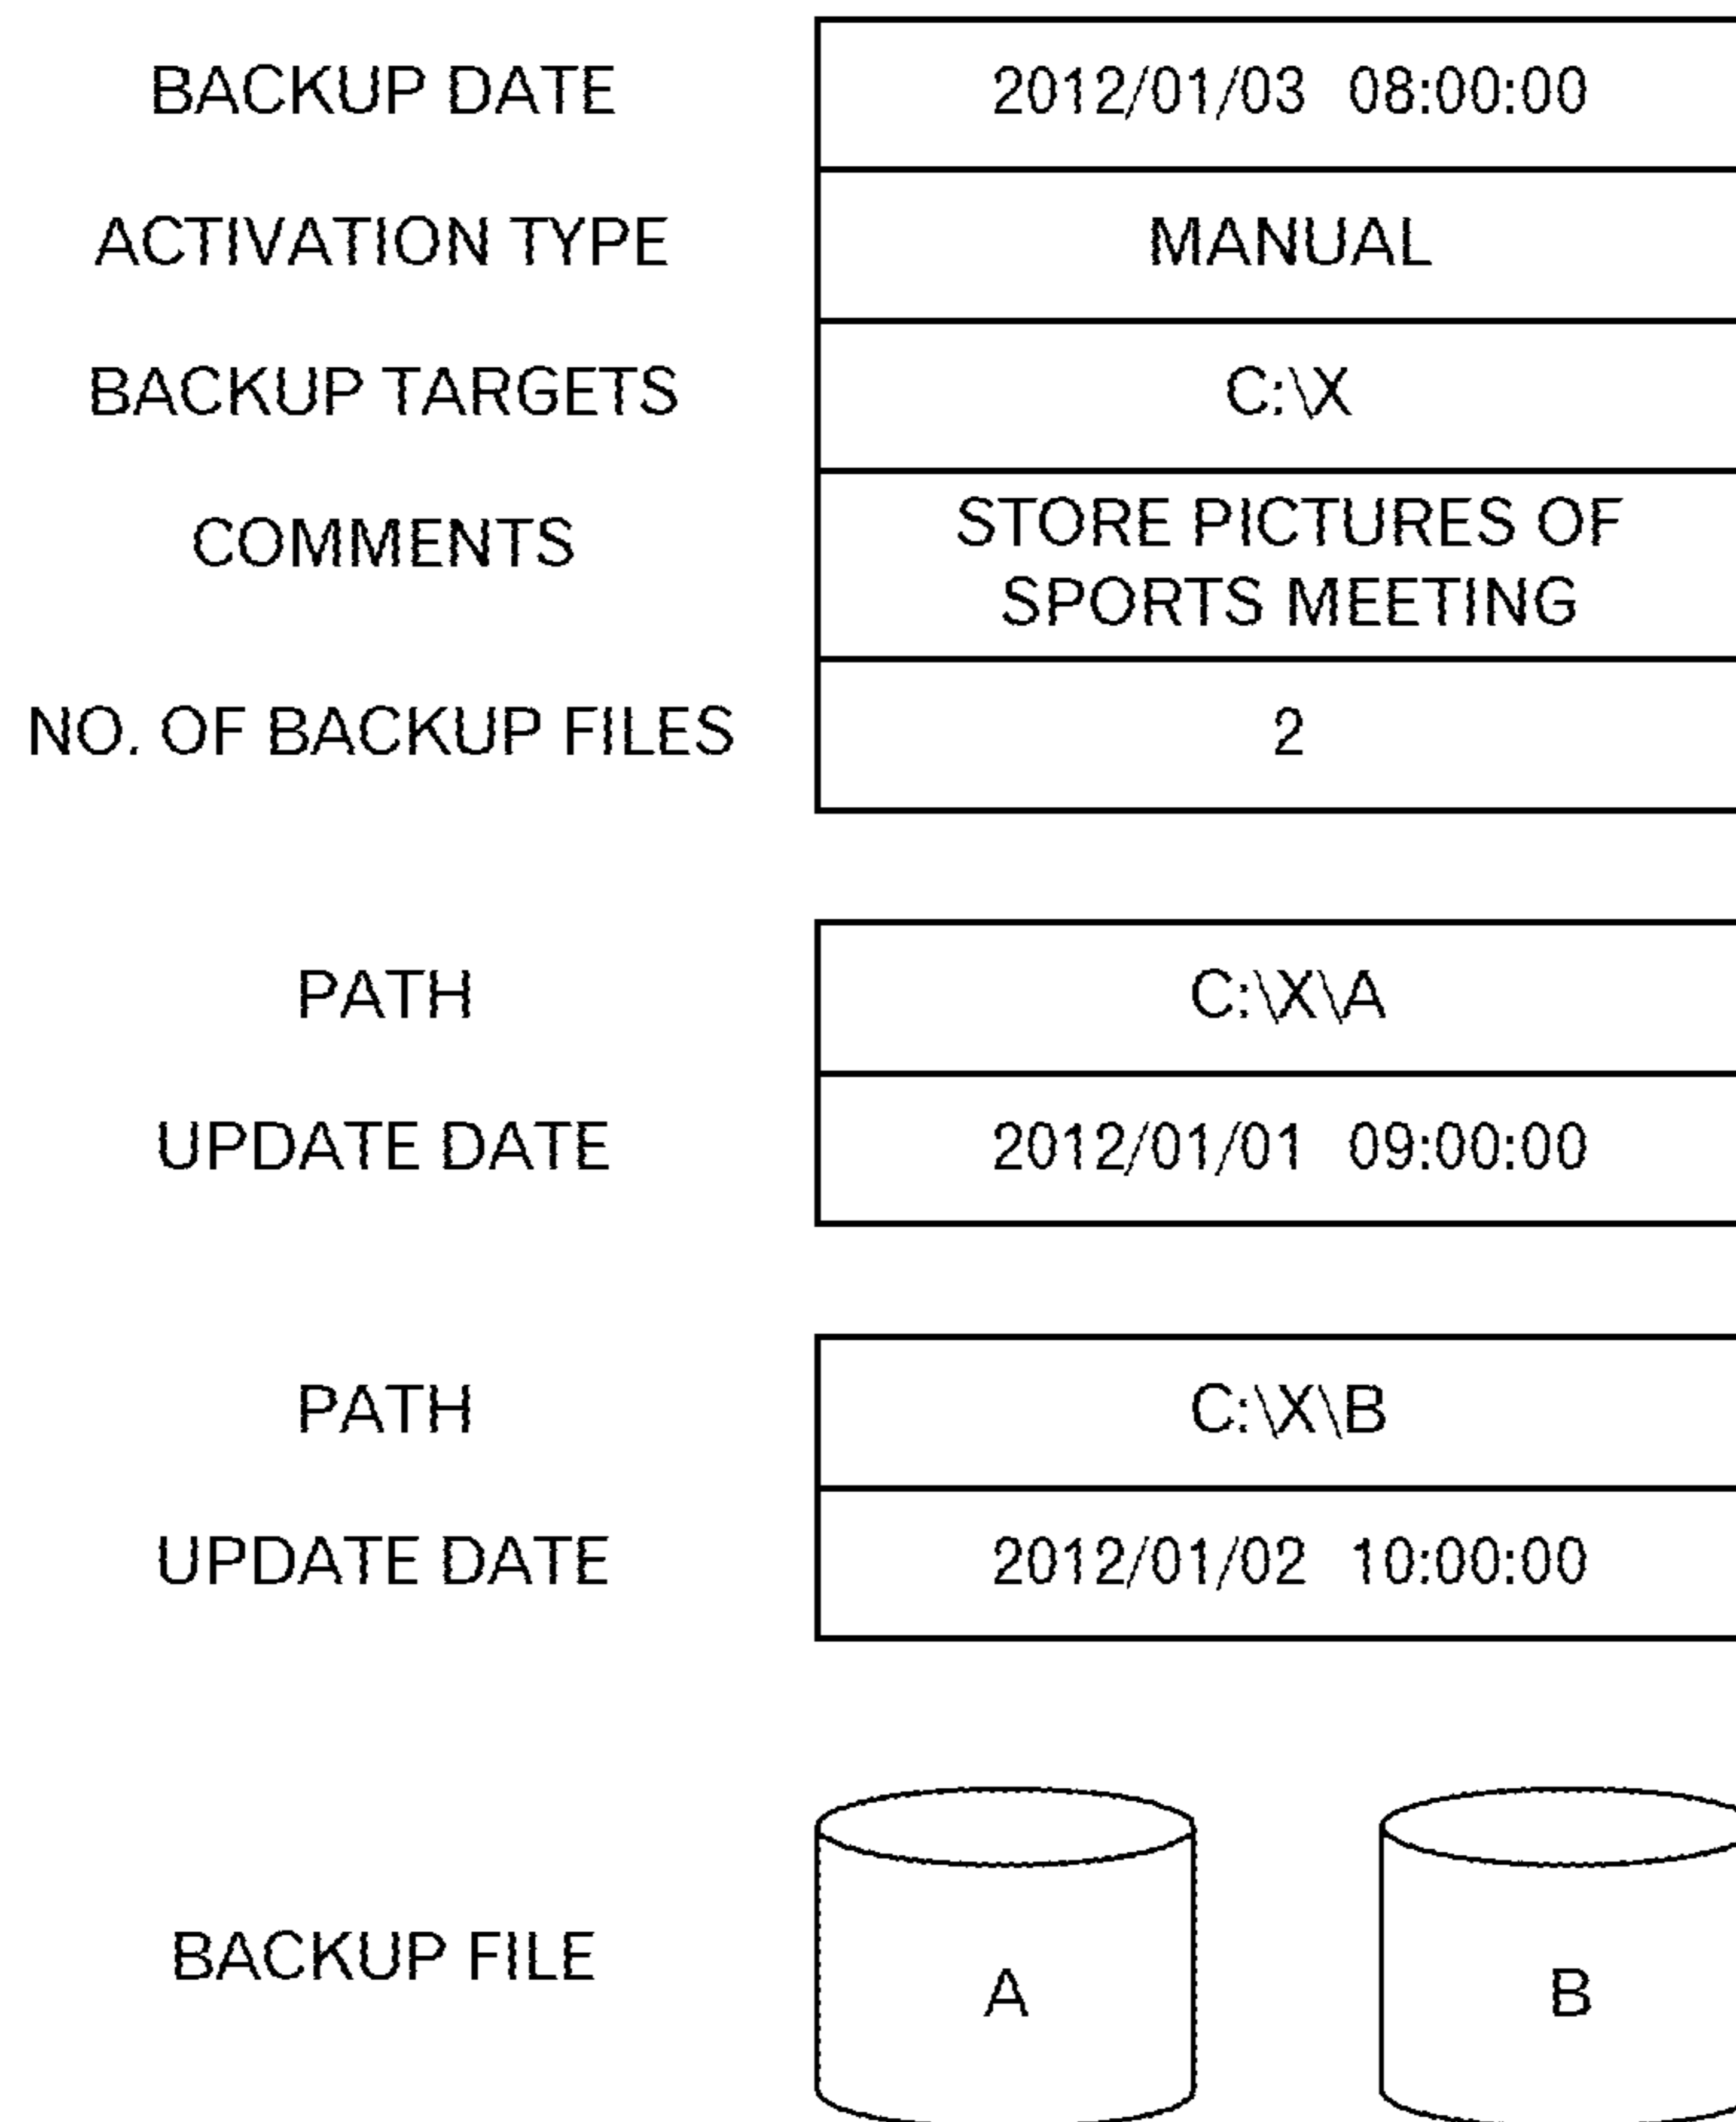 BACKUP DATE 2012/01/03 08:00:00
ACTIVATION TYPE MANUAL
BACKUP TARGETS C:\X
COMMENTS STORE PICTURES OF
SPORTS MEETING
NO. OF BACKUP FILES 2
PATH C:\X\A
UPDATE DATE 2012/01/01 09:00:00
PATH C:\X\B
UPDATE DATE 2012/01/02 10:00:00
BACKUP FILE A B